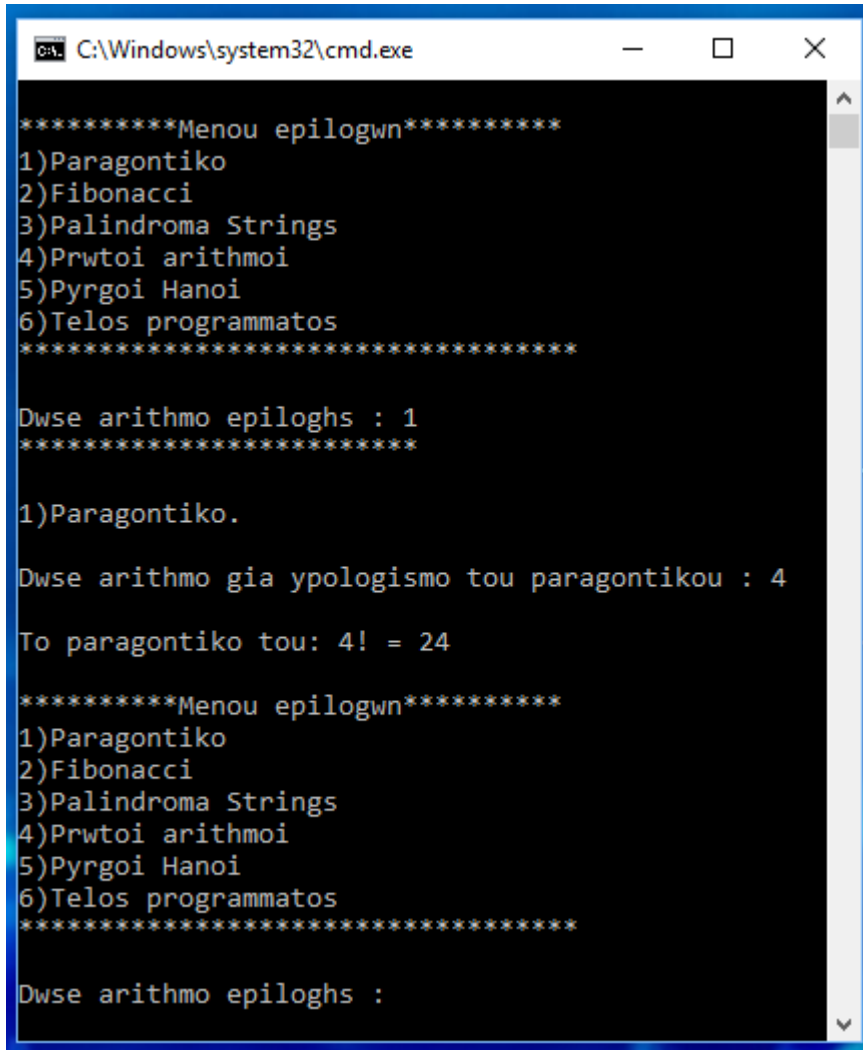 C:\Windows\system32\cmd.exe
**********Menou epilogwn**********
1)Paragontiko
2)Fibonacci
3)Palindroma Strings
4)Prwtoi arithmoi
5)Pyrgoi Hanoi
6)Telos programmatos
***********************************
Dwse arithmo epiloghs : 1
*************************
1)Paragontiko.
Dwse arithmo gia ypologismo tou paragontikou : 4
To paragontiko tou: 4! = 24
**********Menou epilogwn**********
1)Paragontiko
2)Fibonacci
3)Palindroma Strings
4)Prwtoi arithmoi
5)Pyrgoi Hanoi
6)Telos programmatos
***********************************
Dwse arithmo epiloghs :